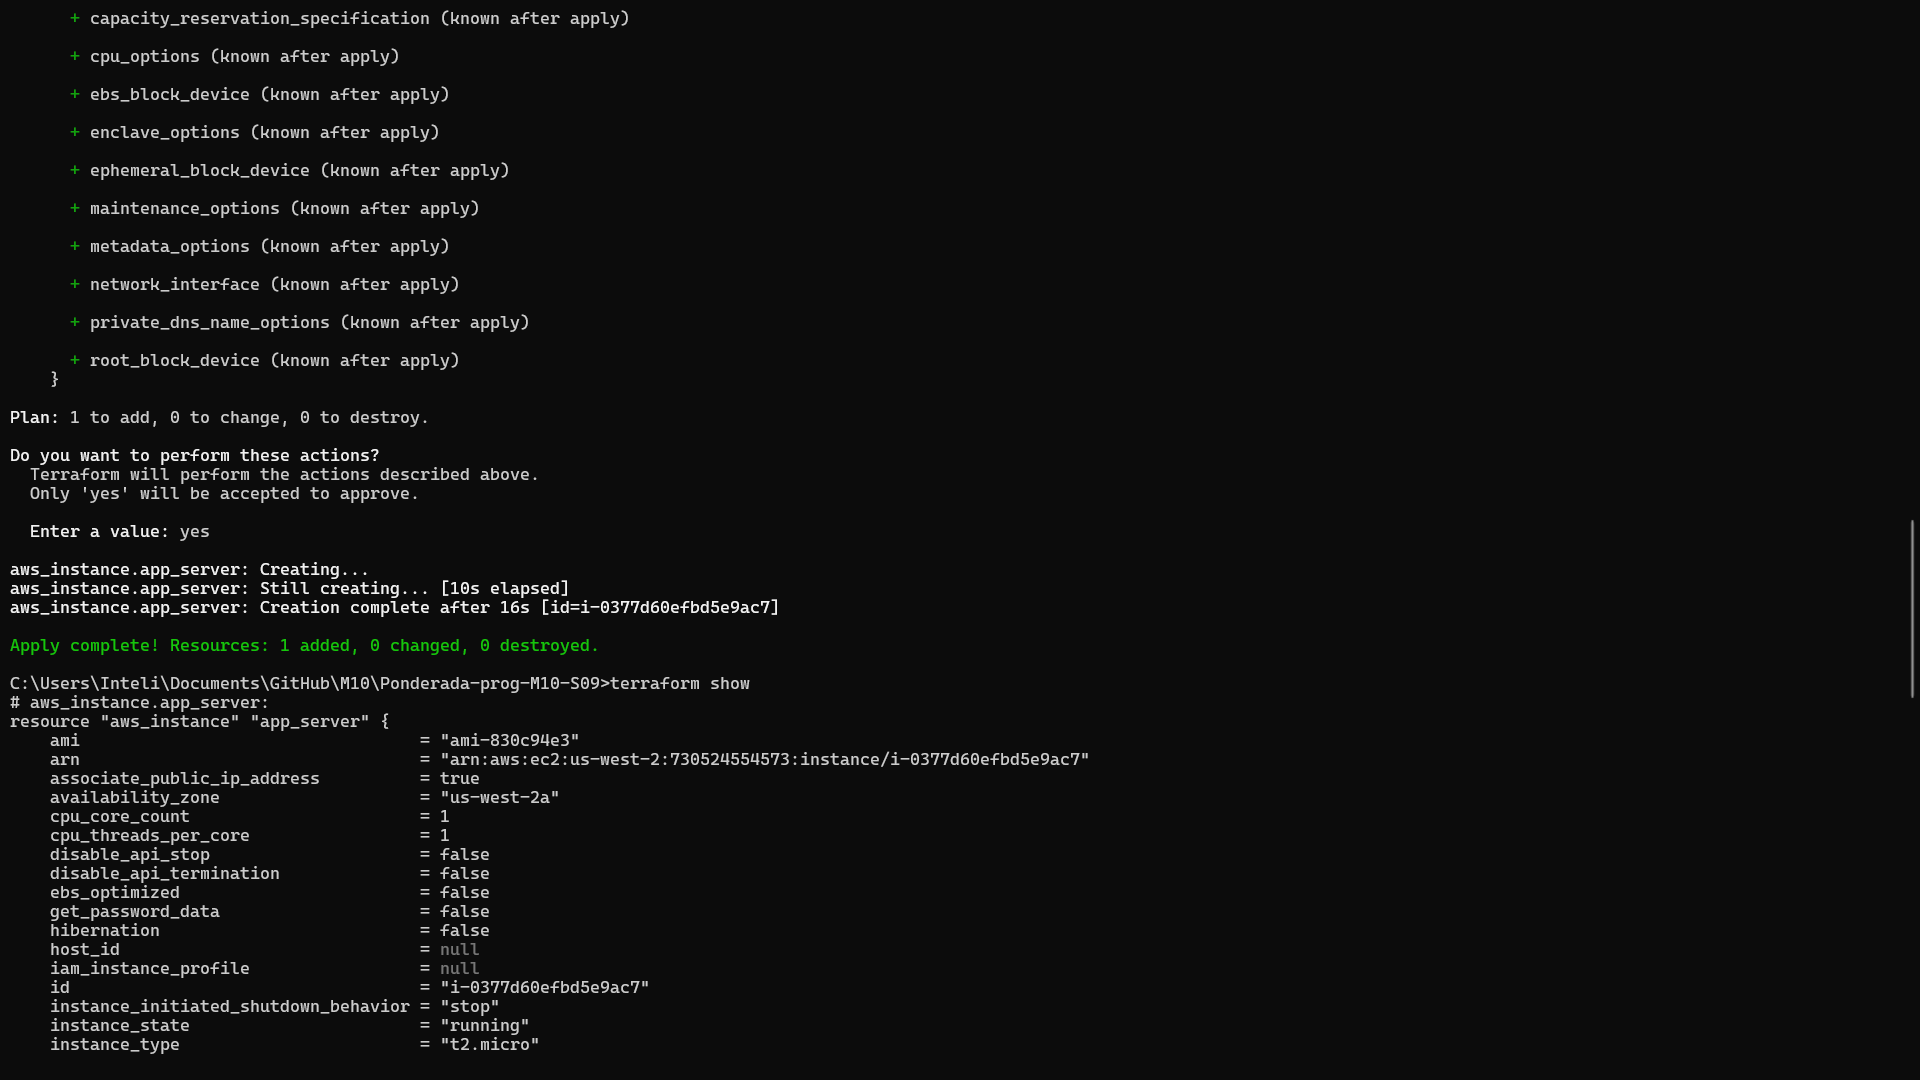 + capacity_reservation_specification (known after apply)
+ cpu_options (known after apply)
+ ebs_block_device (known after apply)
+ enclave_options (known after apply)
+ ephemeral_block_device (known after apply)
+ maintenance_options (known after apply)
+ metadata_options (known after apply)
+ network_interface (known after apply)
+ private_dns_name_options (known after apply)
+ root_block_device (known after apply)
}
Plan: 1 to add, 0 to change, 0 to destroy.
Do you want to perform these actions?
Terraform will perform the actions described above.
Only 'yes' will be accepted to approve.
Enter a value: yes
aws_instance.app_server: Creating...
aws_instance.app_server: Still creating... [10s elapsed]
aws_instance.app_server: Creation complete after 16s [id=i-0377d60efbd5e9ac7]
Apply complete! Resources: 1 added, 0 changed, 0 destroyed.
C:\Users\Inteli\Documents\GitHub\M10\Ponderada-prog-M10-S09>terraform show
# aws_instance.app_server:
resource "aws_instance" "app_server" {
ami = "ami-830c94e3"
arn = "arn:aws:ec2:us-west-2:730524554573:instance/i-0377d60efbd5e9ac7"
associate_public_ip_address = true
availability_zone = "us-west-2a"
cpu_core_count = 1
cpu_threads_per_core = 1
disable_api_stop = false
disable_api_termination = false
ebs_optimized = false
get_password_data = false
hibernation = false
host_id = null
iam_instance_profile = null
id = "i-0377d60efbd5e9ac7"
instance_initiated_shutdown_behavior = "stop"
instance_state = "running"
instance_type = "t2.micro"